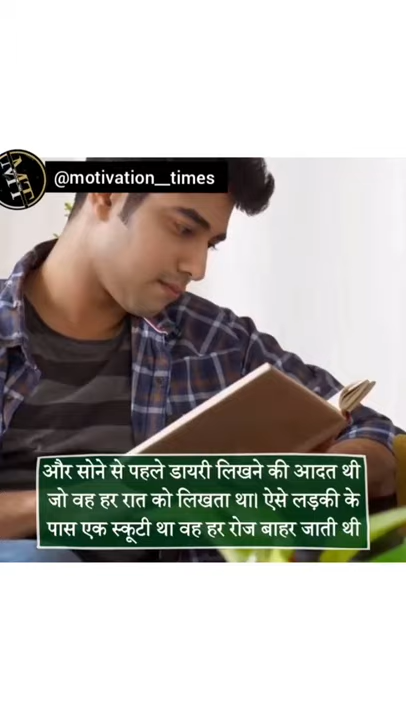 @motivation__times
और सोने से पहले डायरी लिखने की आदत थी
जो वह हर रात को लिखता था। ऐसे लड़की के
पास एक स्कूटी था वह हर रोज बाहर जाती थी